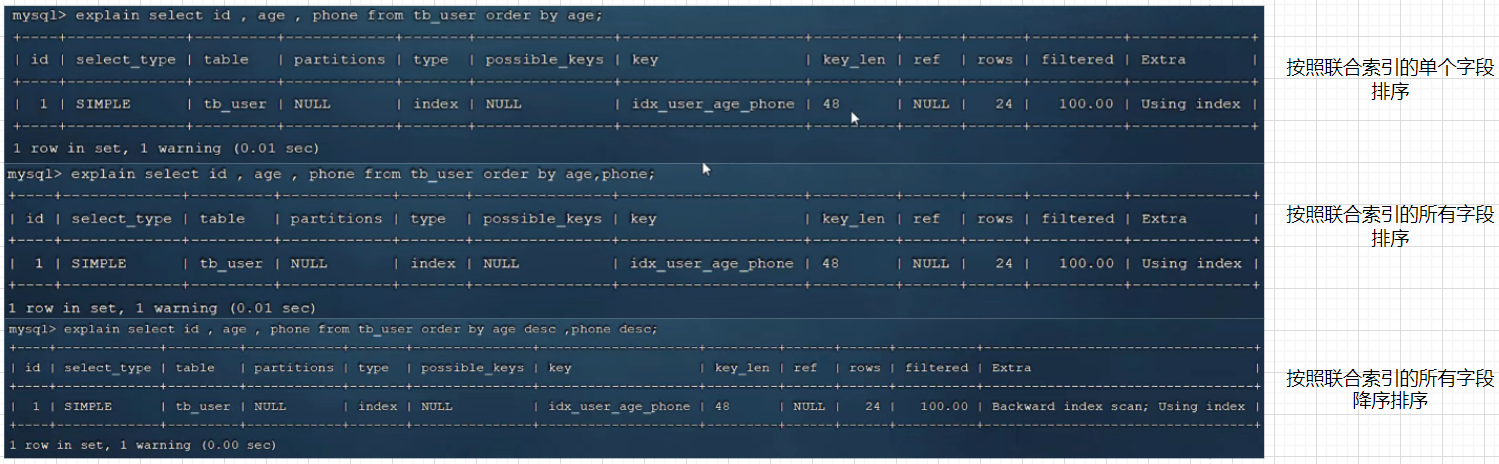 mysql> explain select id , age , phone from tb_user order by age;
+----+-------------+---------+------------+-------+---------------+--------------------+---------+------+------+----------+-------------+
| id | select_type | table | partitions | type | possible_keys | key | key_len | ref | rows | filtered | Extra |
+----+-------------+---------+------------+-------+---------------+--------------------+---------+------+------+----------+-------------+
| 1 | SIMPLE | tb_user | NULL | index | NULL | idx_user_age_phone | 48 | NULL | 24 | 100.00 | Using index |
+----+-------------+---------+------------+-------+---------------+--------------------+---------+------+------+----------+-------------+
1 row in set, 1 warning (0.01 sec)
按照联合索引的单个字段
排序
mysql> explain select id , age , phone from tb_user order by age,phone;
+----+-------------+---------+------------+-------+---------------+--------------------+---------+------+------+----------+-------------+
| id | select_type | table | partitions | type | possible_keys | key | key_len | ref | rows | filtered | Extra |
+----+-------------+---------+------------+-------+---------------+--------------------+---------+------+------+----------+-------------+
| 1 | SIMPLE | tb_user | NULL | index | NULL | idx_user_age_phone | 48 | NULL | 24 | 100.00 | Using index |
+----+-------------+---------+------------+-------+---------------+--------------------+---------+------+------+----------+-------------+
1 row in set, 1 warning (0.01 sec)
按照联合索引的所有字段
排序
mysql> explain select id , age , phone from tb_user order by age desc ,phone desc;
+----+-------------+---------+------------+-------+---------------+--------------------+---------+------+------+----------+----------------------------------+
| id | select_type | table | partitions | type | possible_keys | key | key_len | ref | rows | filtered | Extra |
+----+-------------+---------+------------+-------+---------------+--------------------+---------+------+------+----------+----------------------------------+
| 1 | SIMPLE | tb_user | NULL | index | NULL | idx_user_age_phone | 48 | NULL | 24 | 100.00 | Backward index scan; Using index |
+----+-------------+---------+------------+-------+---------------+--------------------+---------+------+------+----------+----------------------------------+
1 row in set, 1 warning (0.00 sec)
按照联合索引的所有字段
降序排序